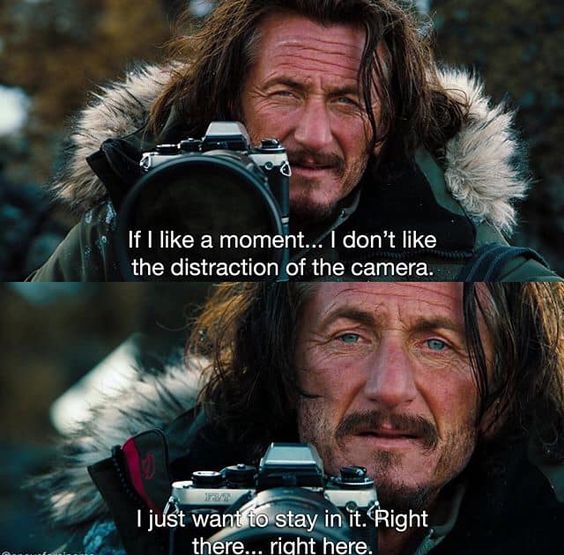 If I like a moment... I don't like
the distraction of the camera.
F3/T
I just want to stay in it. Right
there... right here.